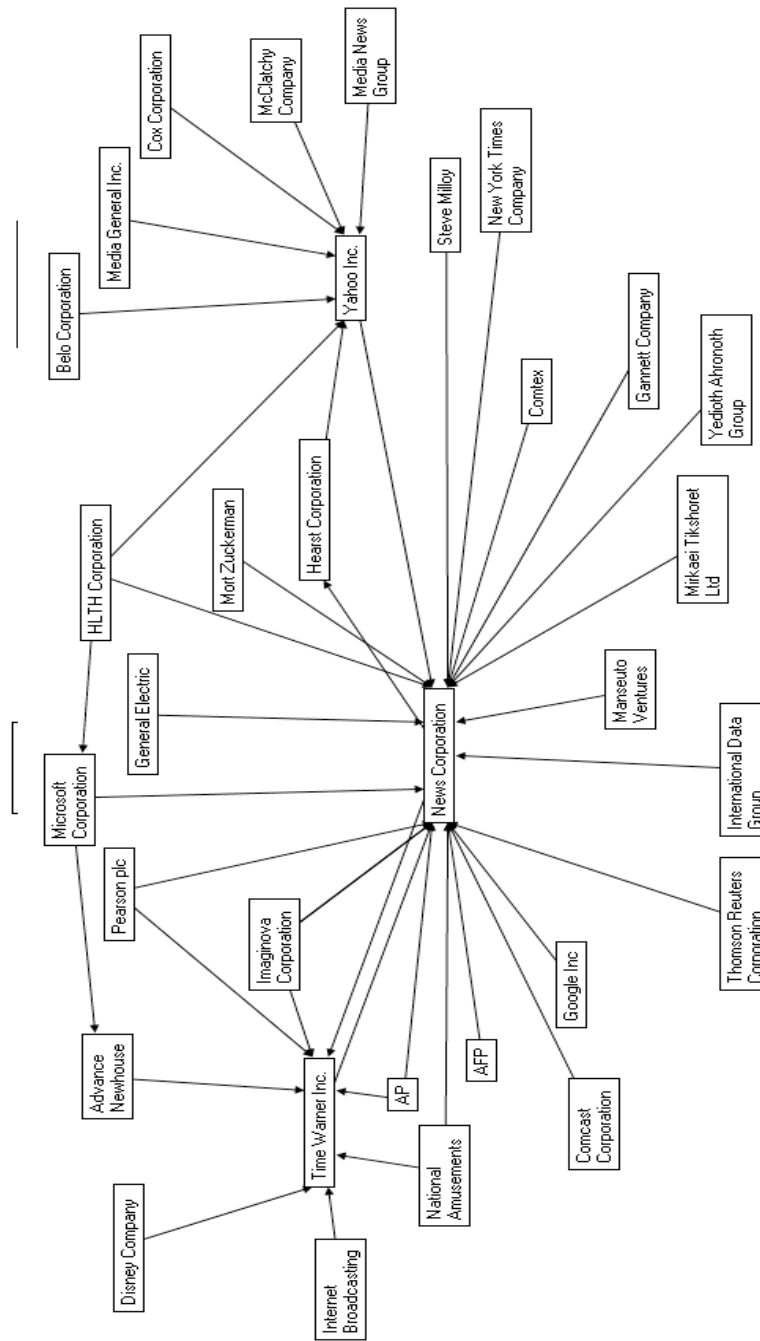 Disney Company
Internet
Broadcasting
Advance
Newhouse
Time Warner Inc.
National
Amusements
AP
AFP
Comcast
Corporation
Pearson plc
Imaginova
Corporation
Google Inc
Thomson Reuters
Corporation
Microsoft
Corporation
General Electric
News Corporation
International Data
Group
Manseuto
Ventures
HLTH Corporation
Mort Zuckerman
Hearst Corporation
Mirkaei Tikshoret
Ltd
Yedioth Ahronoth
Group
Comtex
Gannett Company
Belo Corporation
Media General Inc.
Yahoo Inc.
Steve Milloy
New York Times
Company
Cox Corporation
McClatchy
Company
Media News
Group